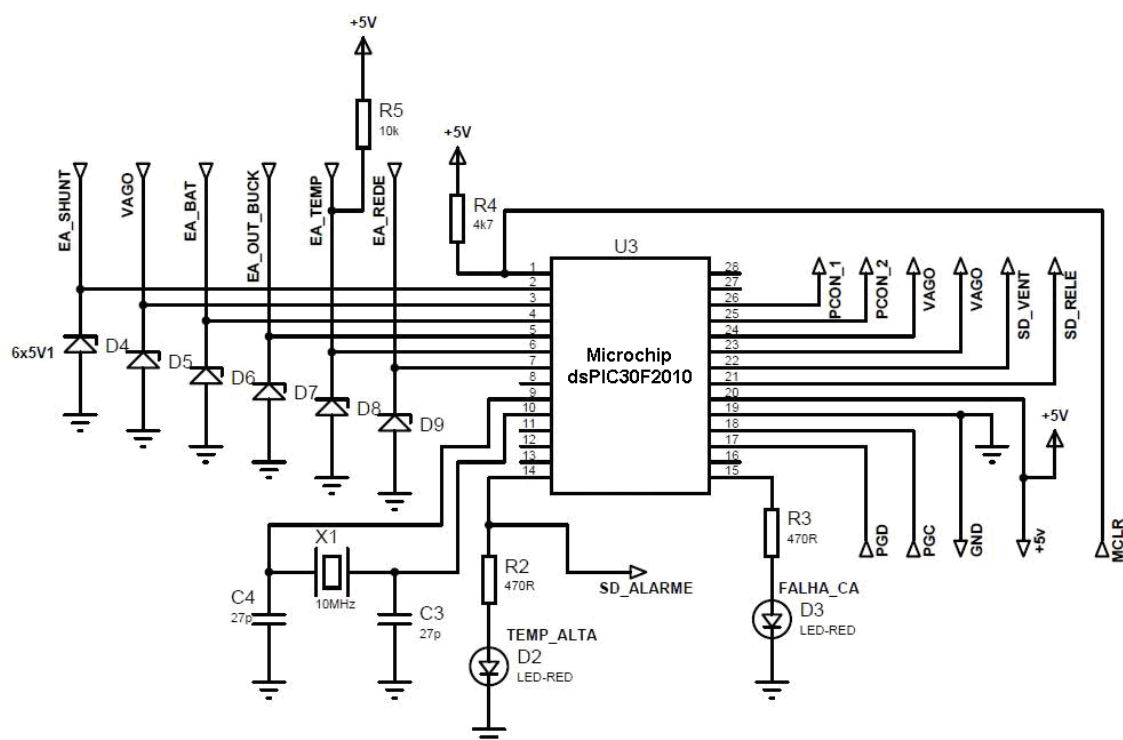 +5V
R5
10k
+5V
R4
4k7
EA_SHUNT
VAGO
EA_BAT
EA_OUT_BUCK
EA_TEMP
EA_REDE
U3
Microchip
dsPIC30F2010
1
2
3
4
5
6
7
8
9
10
11
12
13
14
28
27
26
25
24
23
22
21
20
19
18
17
16
15
PCON_1
PCON_2
VAGO
VAGO
SD_VENT
SD_RELE
6x5V1
D4
D5
D6
D7
D8
D9
+5V
X1
10MHz
C4
27p
C3
27p
R2
470R
SD_ALARME
TEMP_ALTA
D2
LED-RED
R3
470R
FALHA_CA
D3
LED-RED
PGD
PGC
GND
+5v
MCLR